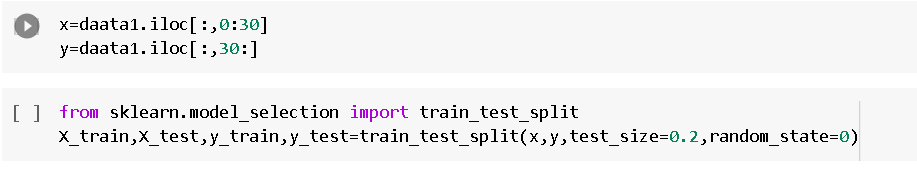 x=daata1.iloc[:,0:30]
y=daata1.iloc[:,30:]
[ ] from sklearn.model_selection import train_test_split
X_train,X_test,y_train,y_test=train_test_split(x,y,test_size=0.2,random_state=0)